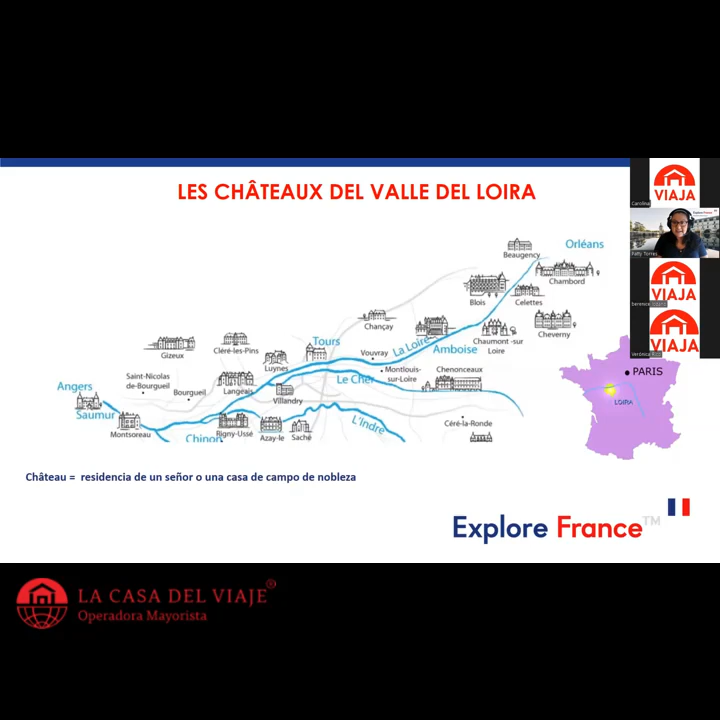 LES CHÂTEAUX DEL VALLE DEL LOIRA
VIAJA
Carolina
Explore France
Patty Torres
VIAJA
VIAJA
Orléans
Beaugency
Chambord
Blois
Cellettes
Chançay
Cheverny
Gizeux
Cléré-les-Pins
Tours
Luynes
Vouvray
La Loire
Amboise
Chaumont -sur
Loire
PARIS
Saint-Nicolas
de-Bourgueil
Bourgueil
Langeais
Villandry
Le Cher
Montlouis-
sur-Loire
Chenonceaux
Angers
Saumur
LOIRA
Montsoreau
Chinon
Rigny-Ussé
Azay-le
Saché
L'Indre
Céré-la-Ronde
Château = residencia de un señor o una casa de campo de nobleza
Explore France™
LA CASA DEL VIAJE®
Operadora Mayorista